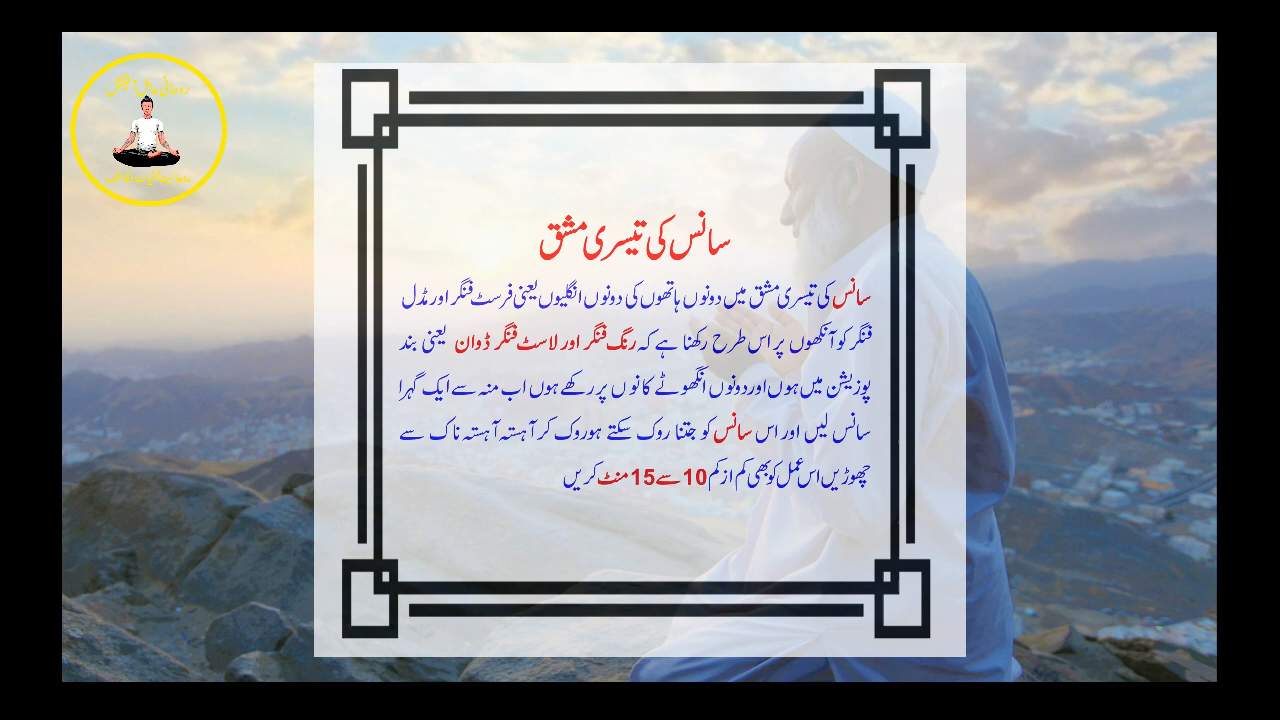 روحانی عامل آفیشل
سانس کی تیسری مشق
سانس کی تیسری مشق میں دونوں ہاتھوں کی دونوں انگلیوں یعنی فرسٹ فنگر اور مڈل
فنگر کو آنکھوں پر اس طرح رکھنا ہے کہ رنگ فنگر اور لاسٹ فنگر ڈوان یعنی بند
پوزیشن میں ہوں اور دونوں انگھوٹے کانوں پر رکھے ہوں اب منہ سے ایک گہرا
سانس لیں اور اس سانس کو جتنا روک سکتے ہوروک کر آہستہ آہستہ ناک سے
چھوڑیں اس عمل کو بھی کم از کم 10 سے 15 منٹ کریں